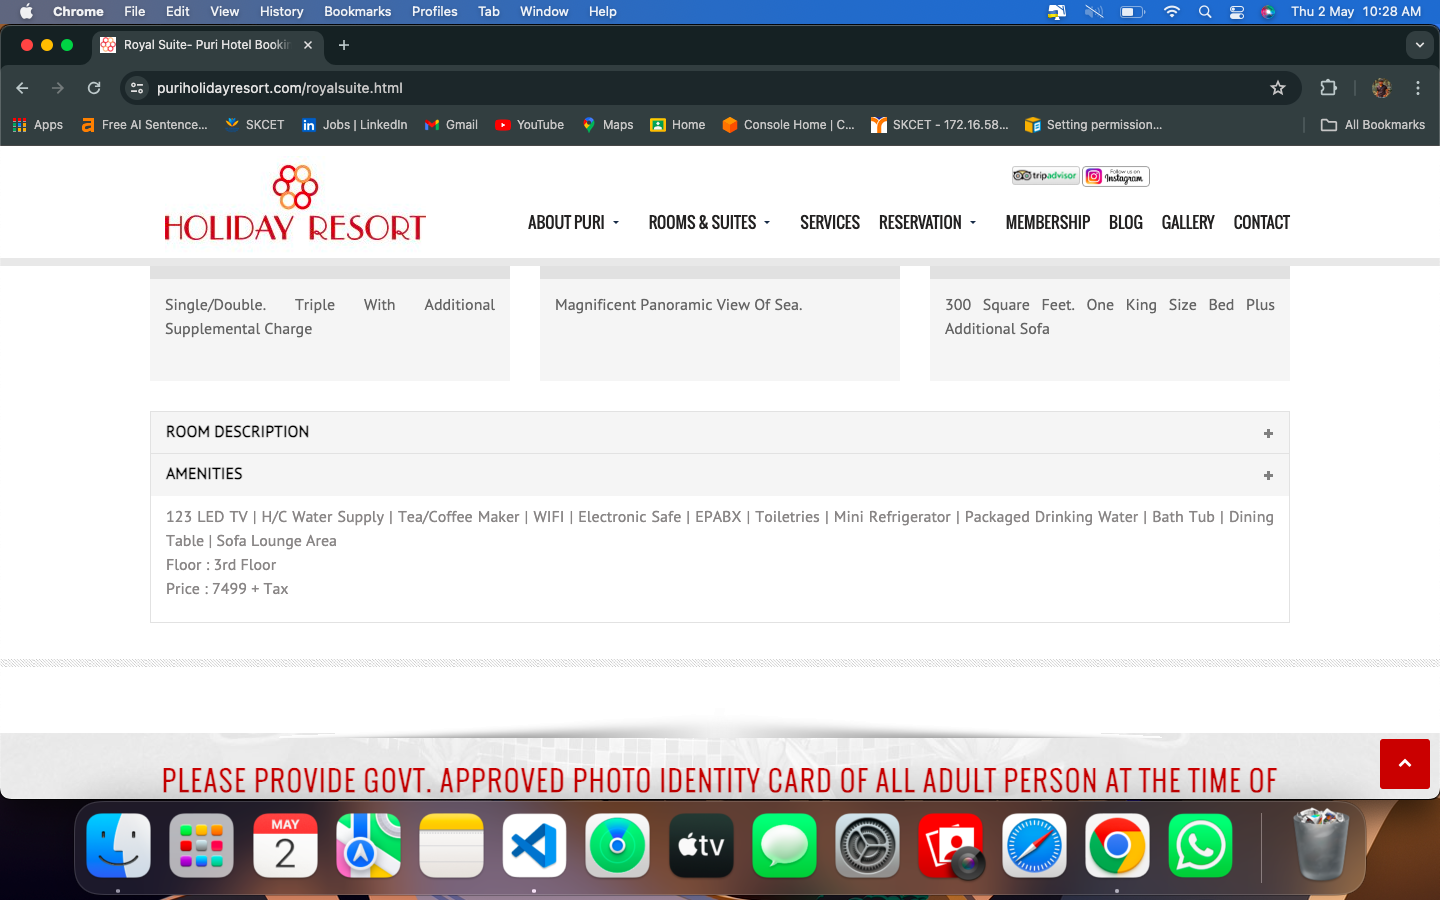 Chrome File Edit View History Bookmarks Profiles Tab Window Help Thu 2 May 10:28 AM
Royal Suite- Puri Hotel Bookin
puriholidayresort.com/royalsuite.html
Apps Free AI Sentence... SKCET Jobs | LinkedIn Gmail YouTube Maps Home Console Home | C... SKCET - 172.16.58... Setting permission... All Bookmarks
tripadvisor Follow us on Instagram
HOLIDAY RESORT
ABOUT PURI ROOMS & SUITES SERVICES RESERVATION MEMBERSHIP BLOG GALLERY CONTACT
Single/Double. Triple With Additional
Supplemental Charge
Magnificent Panoramic View Of Sea.
300 Square Feet. One King Size Bed Plus
Additional Sofa
ROOM DESCRIPTION
AMENITIES
123 LED TV | H/C Water Supply | Tea/Coffee Maker | WIFI | Electronic Safe | EPABX | Toiletries | Mini Refrigerator | Packaged Drinking Water | Bath Tub | Dining
Table | Sofa Lounge Area
Floor : 3rd Floor
Price : 7499 + Tax
PLEASE PROVIDE GOVT. APPROVED PHOTO IDENTITY CARD OF ALL ADULT PERSON AT THE TIME OF
MAY
2
tv